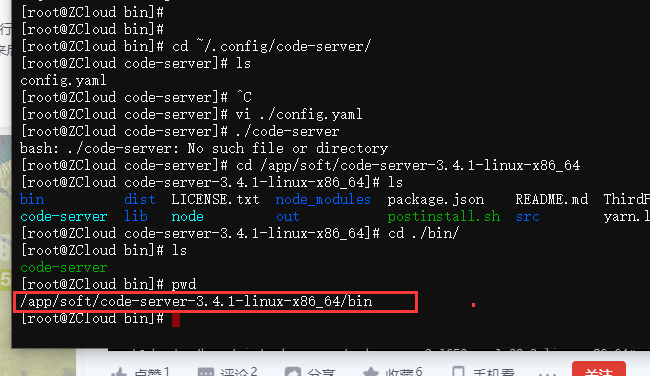 [root@ZCloud bin]#
[root@ZCloud bin]#
[root@ZCloud bin]# cd ~/.config/code-server/
[root@ZCloud code-server]# ls
config.yaml
[root@ZCloud code-server]# ^C
[root@ZCloud code-server]# vi ./config.yaml
[root@ZCloud code-server]# ./code-server
bash: ./code-server: No such file or directory
[root@ZCloud code-server]# cd /app/soft/code-server-3.4.1-linux-x86_64
[root@ZCloud code-server-3.4.1-linux-x86_64]# ls
bin dist LICENSE.txt node_modules package.json README.md ThirdP
code-server lib node out postinstall.sh src yarn.l
[root@ZCloud code-server-3.4.1-linux-x86_64]# cd ./bin/
[root@ZCloud bin]# ls
code-server
[root@ZCloud bin]# pwd
/app/soft/code-server-3.4.1-linux-x86_64/bin
[root@ZCloud bin]#
点赞1 评论2 分享 收藏6 手机看 ••• 关注